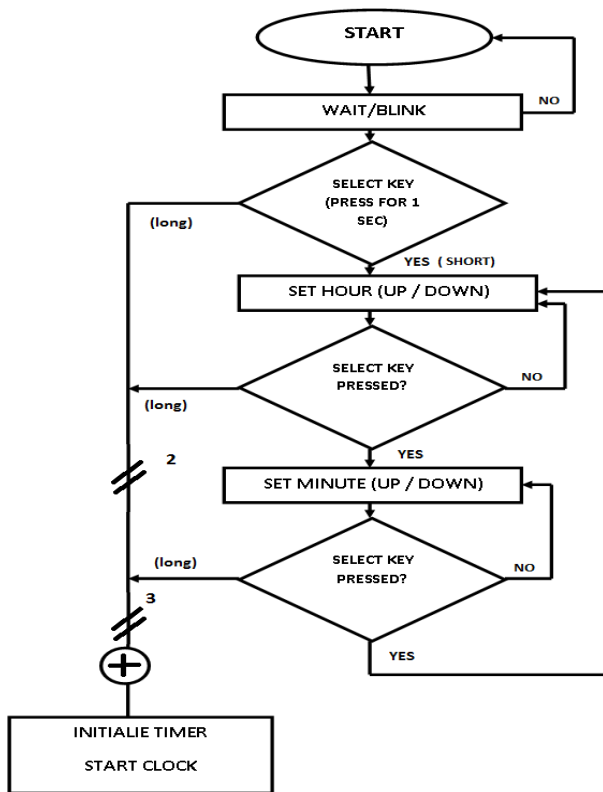 START
NO
WAIT/BLINK
SELECT KEY
(PRESS FOR 1
SEC)
(long)
YES ( SHORT)
SET HOUR (UP / DOWN)
SELECT KEY
PRESSED?
NO
(long)
YES
2
SET MINUTE (UP / DOWN)
SELECT KEY
PRESSED?
(long)
NO
3
YES
INITIALIE TIMER
START CLOCK